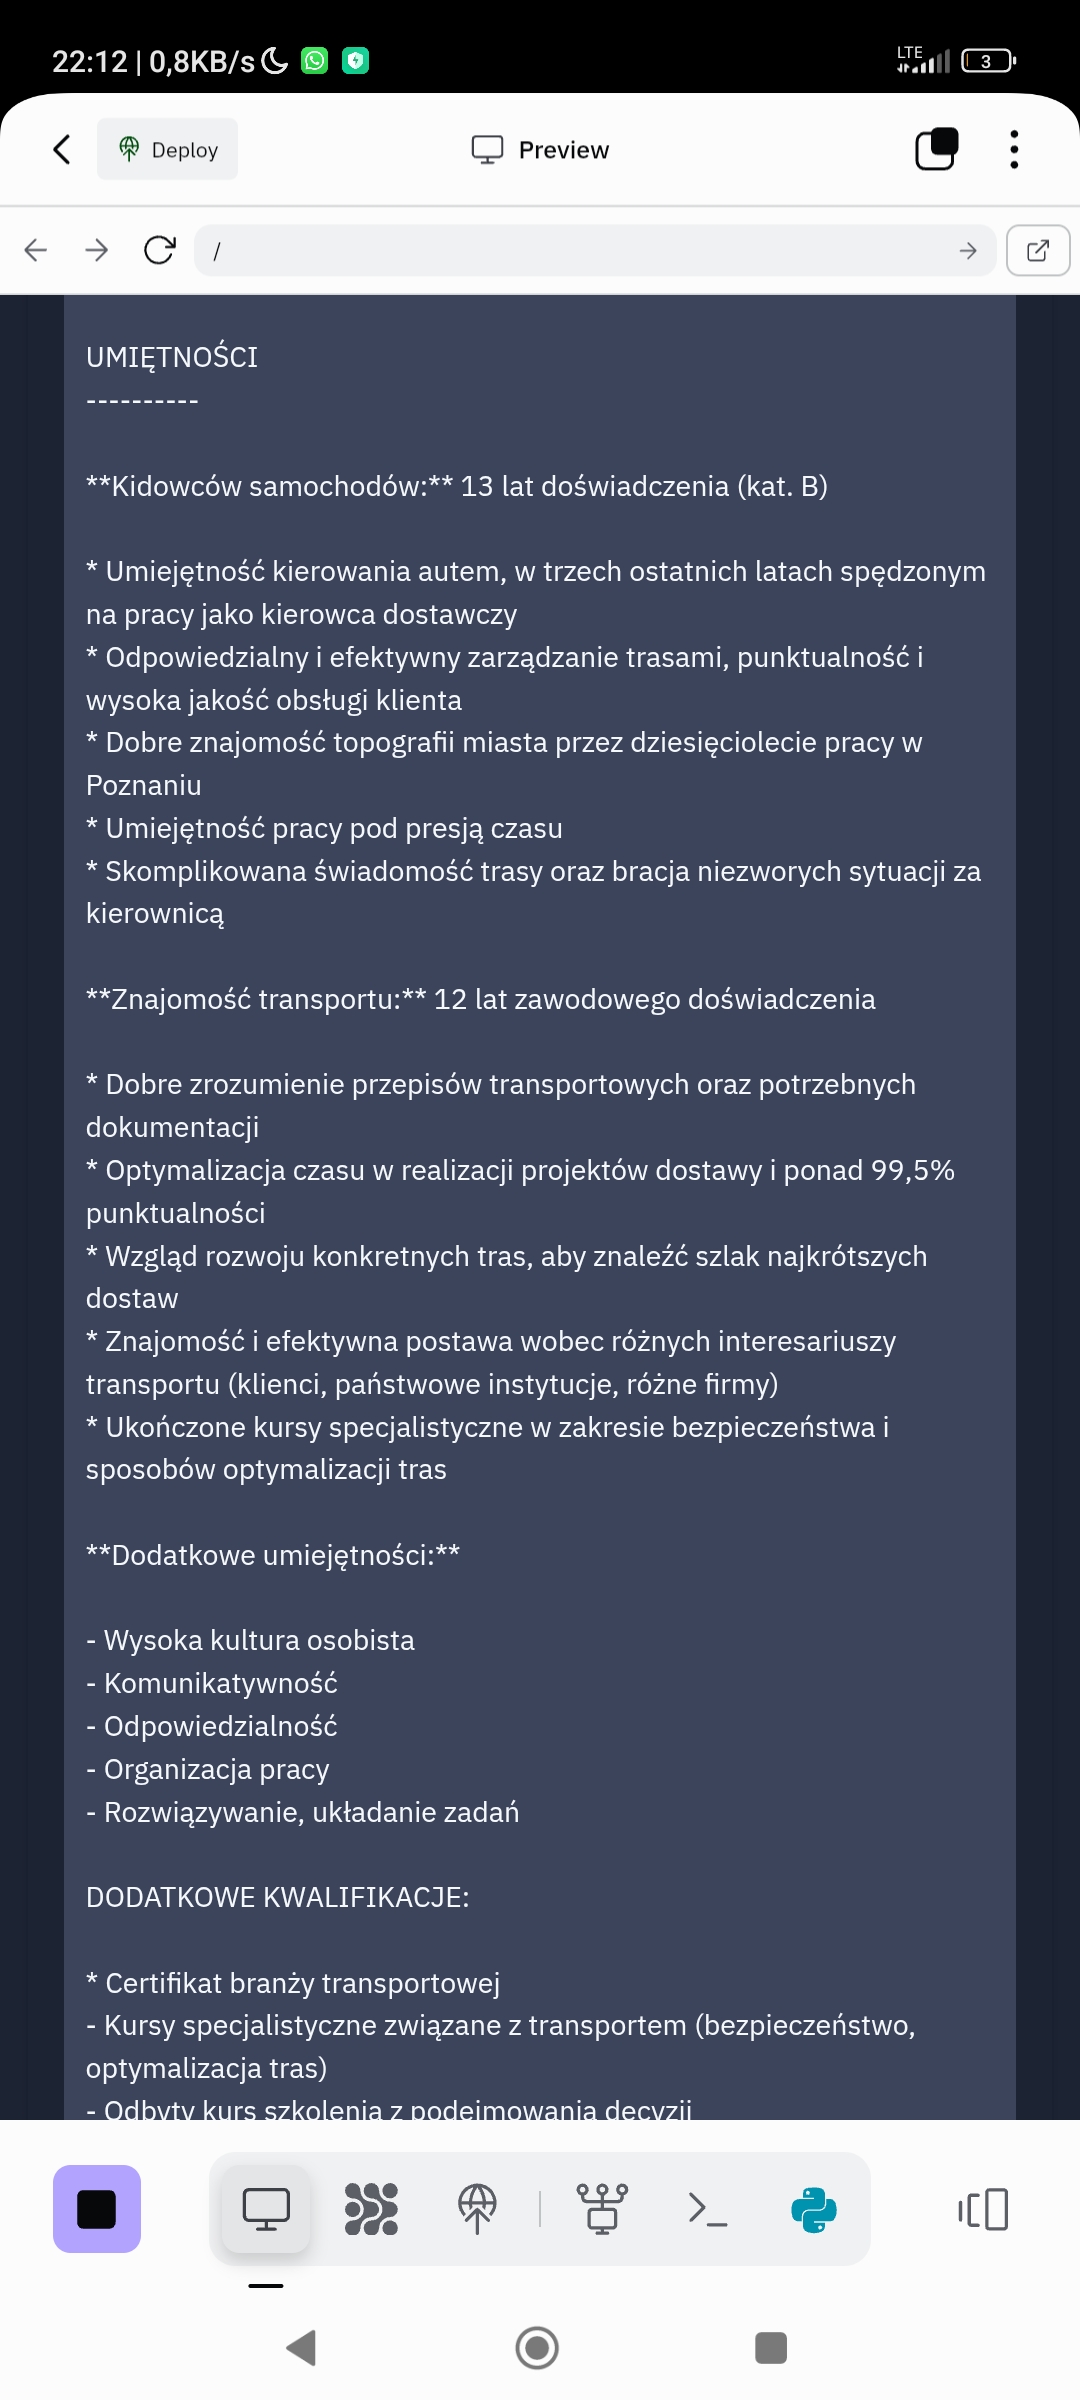 22:12 | 0,8KB/s
LTE
3
Deploy
Preview
/
UMIĘTNOŚCI
----------
**Kidowców samochodów:** 13 lat doświadczenia (kat. B)
* Umiejętność kierowania autem, w trzech ostatnich latach spędzonym
na pracy jako kierowca dostawczy
* Odpowiedzialny i efektywny zarządzanie trasami, punktualność i
wysoka jakość obsługi klienta
* Dobre znajomość topografii miasta przez dziesięciolecie pracy w
Poznaniu
* Umiejętność pracy pod presją czasu
* Skomplikowana świadomość trasy oraz bracja niezworych sytuacji za
kierownicą
**Znajomość transportu:** 12 lat zawodowego doświadczenia
* Dobre zrozumienie przepisów transportowych oraz potrzebnych
dokumentacji
* Optymalizacja czasu w realizacji projektów dostawy i ponad 99,5%
punktualności
* Wzgląd rozwoju konkretnych tras, aby znaleźć szlak najkrótszych
dostaw
* Znajomość i efektywna postawa wobec różnych interesariuszy
transportu (klienci, państwowe instytucje, różne firmy)
* Ukończone kursy specjalistyczne w zakresie bezpieczeństwa i
sposobów optymalizacji tras
**Dodatkowe umiejętności:**
- Wysoka kultura osobista
- Komunikatywność
- Odpowiedzialność
- Organizacja pracy
- Rozwiązywanie, układanie zadań
DODATKOWE KWALIFIKACJE:
* Certifikat branży transportowej
- Kursy specjalistyczne związane z transportem (bezpieczeństwo,
optymalizacja tras)
- Odbyty kurs szkolenia z podejmowania decyzji